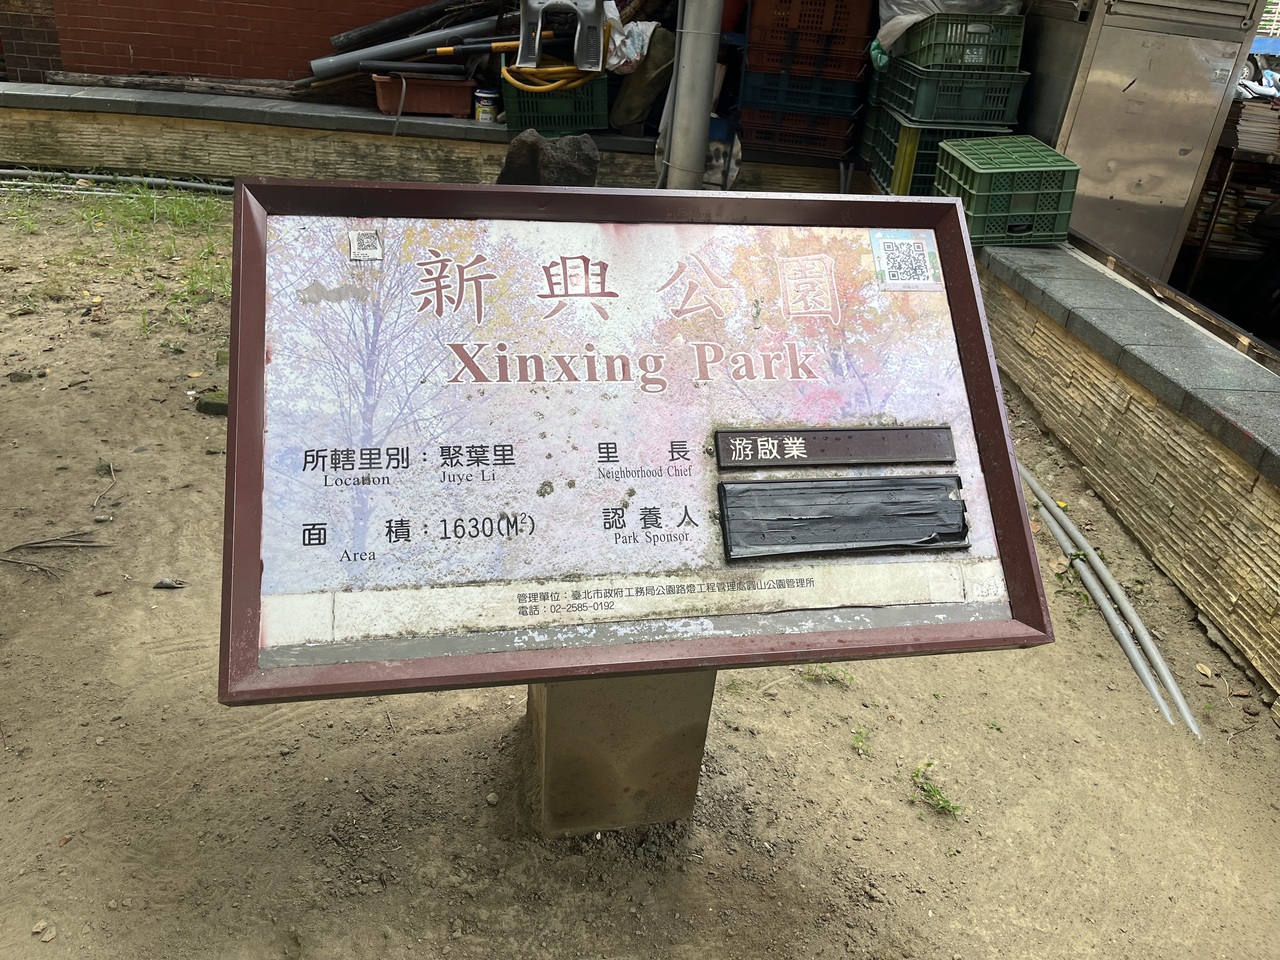 新興公園
Xinxing Park
所轄里別：聚葉里
Location Juye Li
里長 游啟業
Neighborhood Chief
面積：1630(M²)
Area
認養人
Park Sponsor
管理單位：臺北市政府工務局公園路燈工程管理處圓山公園管理所
電話：02-2585-0192